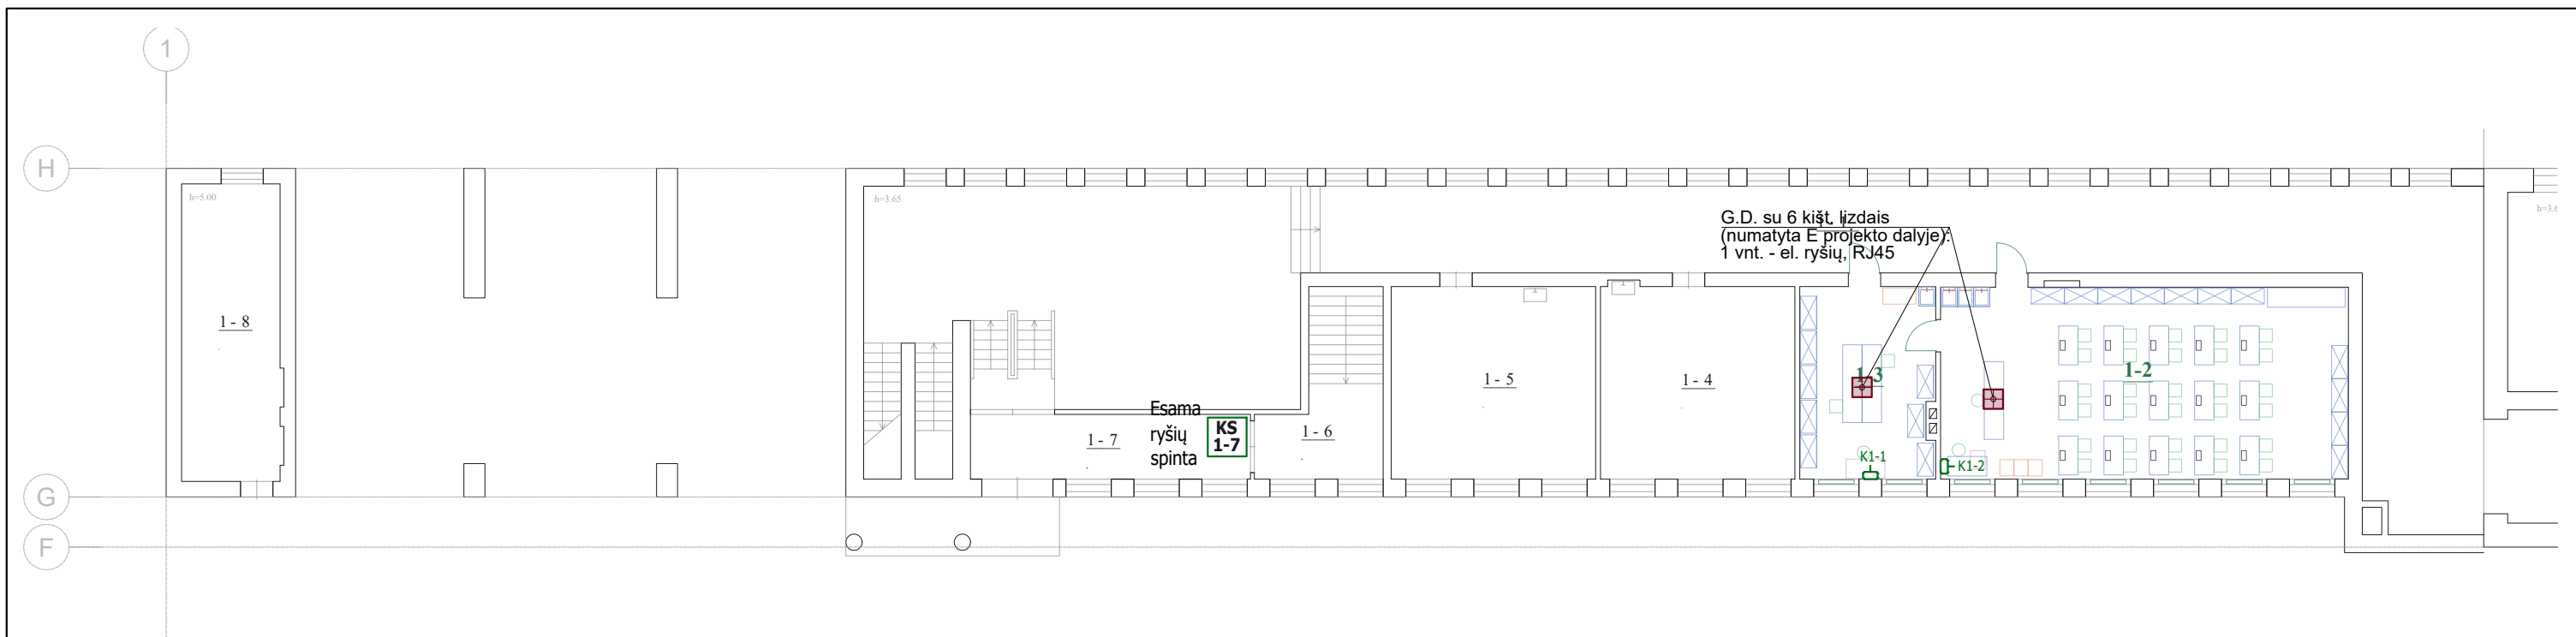 1
H
h=5.00
h=3.65
h=3.6
G.D. su 6 kišt. lizdais
(numatyta E projekto dalyje):
1 vnt. - el. ryšių, RJ45
1 - 8
1 - 5
1 - 4
1-3
1-2
Esama
ryšių
spinta
KS
1-7
1 - 7
1 - 6
K1-1
K1-2
G
F